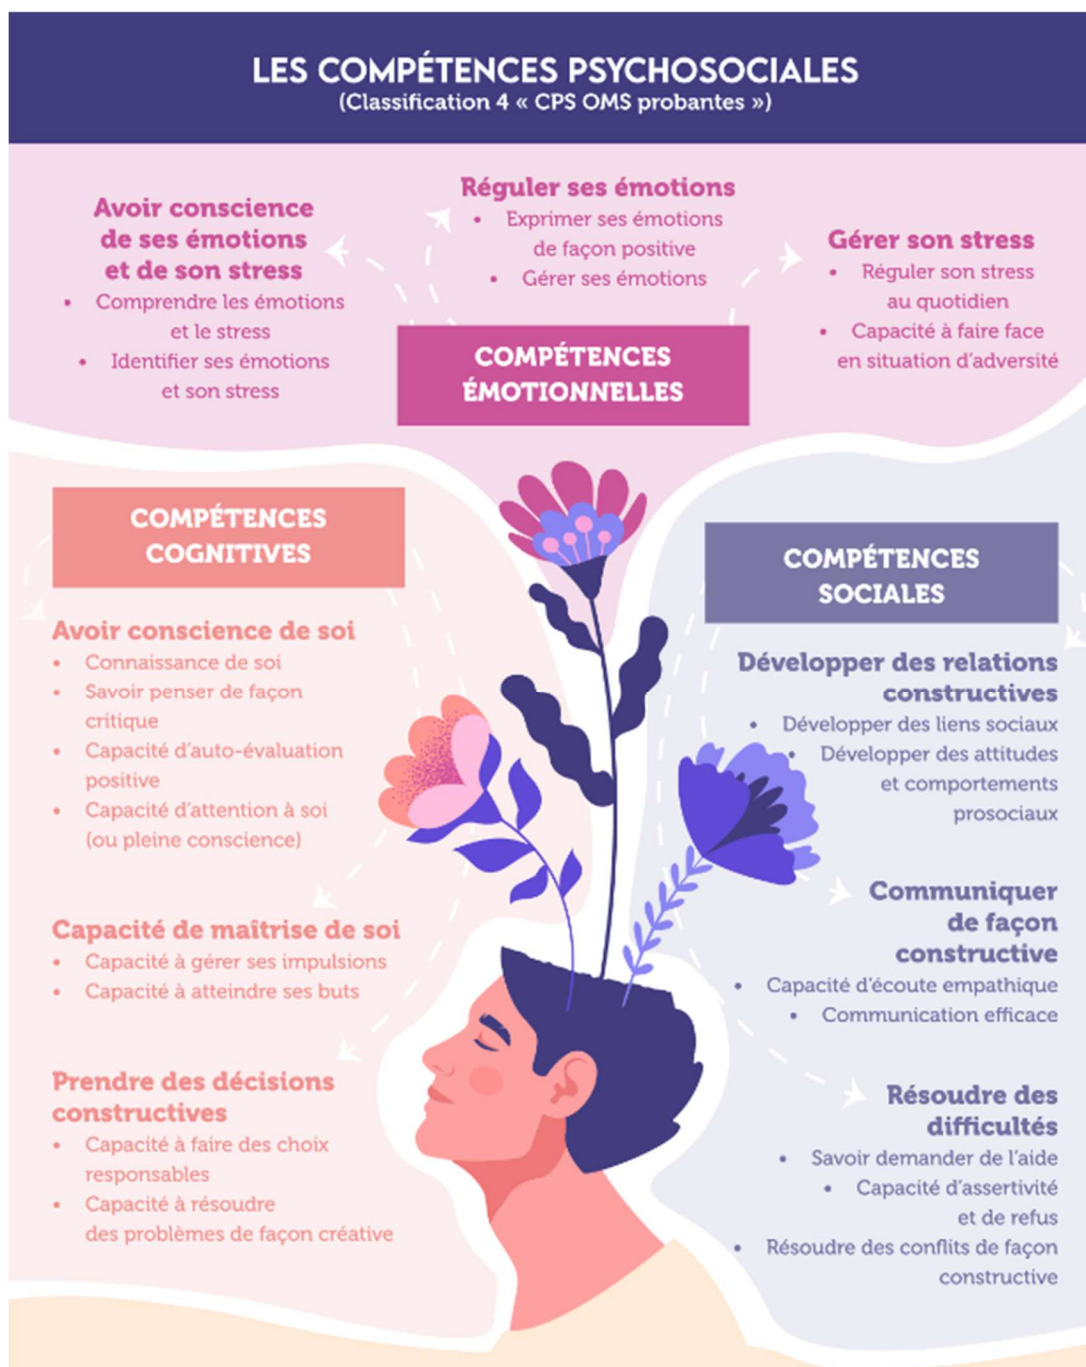 LES COMPÉTENCES PSYCHOSOCIALES
(Classification 4 « CPS OMS probantes »)
Avoir conscience
de ses émotions
et de son stress
• Comprendre les émotions
et le stress
• Identifier ses émotions
et son stress
Réguler ses émotions
• Exprimer ses émotions
de façon positive
• Gérer ses émotions
Gérer son stress
• Réguler son stress
au quotidien
• Capacité à faire face
en situation d’adversité
COMPÉTENCES
ÉMOTIONNELLES
COMPÉTENCES
COGNITIVES
Avoir conscience de soi
• Connaissance de soi
• Savoir penser de façon
critique
• Capacité d’auto-évaluation
positive
• Capacité d’attention à soi
(ou pleine conscience)
Capacité de maîtrise de soi
• Capacité à gérer ses impulsions
• Capacité à atteindre ses buts
Prendre des décisions
constructives
• Capacité à faire des choix
responsables
• Capacité à résoudre
des problèmes de façon créative
COMPÉTENCES
SOCIALES
Développer des relations
constructives
• Développer des liens sociaux
• Développer des attitudes
et comportements
prosociaux
Communiquer
de façon
constructive
• Capacité d’écoute empathique
• Communication efficace
Résoudre des
difficultés
• Savoir demander de l’aide
• Capacité d’assertivité
et de refus
• Résoudre des conflits de façon
constructive